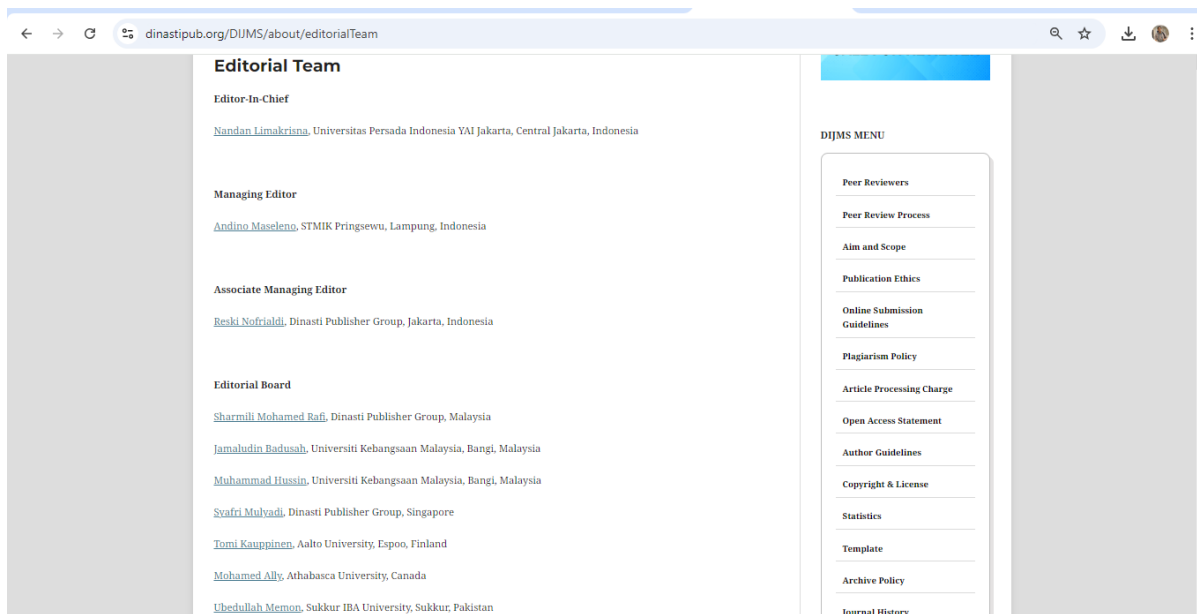 dinastipub.org/DIJMS/about/editorialTeam
Editorial Team
Editor-In-Chief
Nandan Limakrisna, Universitas Persada Indonesia YAI Jakarta, Central Jakarta, Indonesia
Managing Editor
Andino Maseleno, STMIK Pringsewu, Lampung, Indonesia
Associate Managing Editor
Reski Nofrialdi, Dinasti Publisher Group, Jakarta, Indonesia
Editorial Board
Sharmili Mohamed Rafi, Dinasti Publisher Group, Malaysia
Jamaludin Badusah, Universiti Kebangsaan Malaysia, Bangi, Malaysia
Muhammad Hussin, Universiti Kebangsaan Malaysia, Bangi, Malaysia
Syafri Mulyadi, Dinasti Publisher Group, Singapore
Tomi Kauppinen, Aalto University, Espoo, Finland
Mohamed Ally, Athabasca University, Canada
Ubedullah Memon, Sukkur IBA University, Sukkur, Pakistan
DIJMS MENU
Peer Reviewers
Peer Review Process
Aim and Scope
Publication Ethics
Online Submission
Guidelines
Plagiarism Policy
Article Processing Charge
Open Access Statement
Author Guidelines
Copyright & License
Statistics
Template
Archive Policy
Journal History